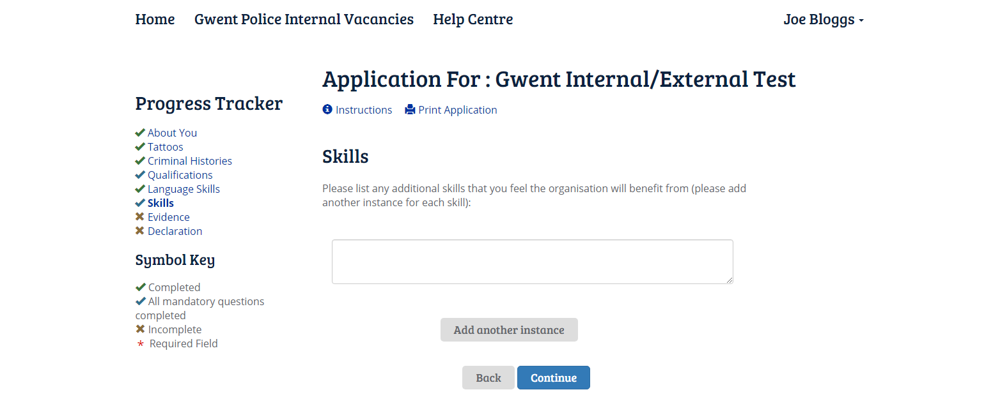 Home Gwent Police Internal Vacancies Help Centre Joe Bloggs
Progress Tracker
About You
Tattoos
Criminal Histories
Qualifications
Language Skills
Skills
Evidence
Declaration
Symbol Key
Completed
All mandatory questions
completed
Incomplete
* Required Field
Application For : Gwent Internal/External Test
Instructions Print Application
Skills
Please list any additional skills that you feel the organisation will benefit from (please add
another instance for each skill):
Add another instance
Back Continue